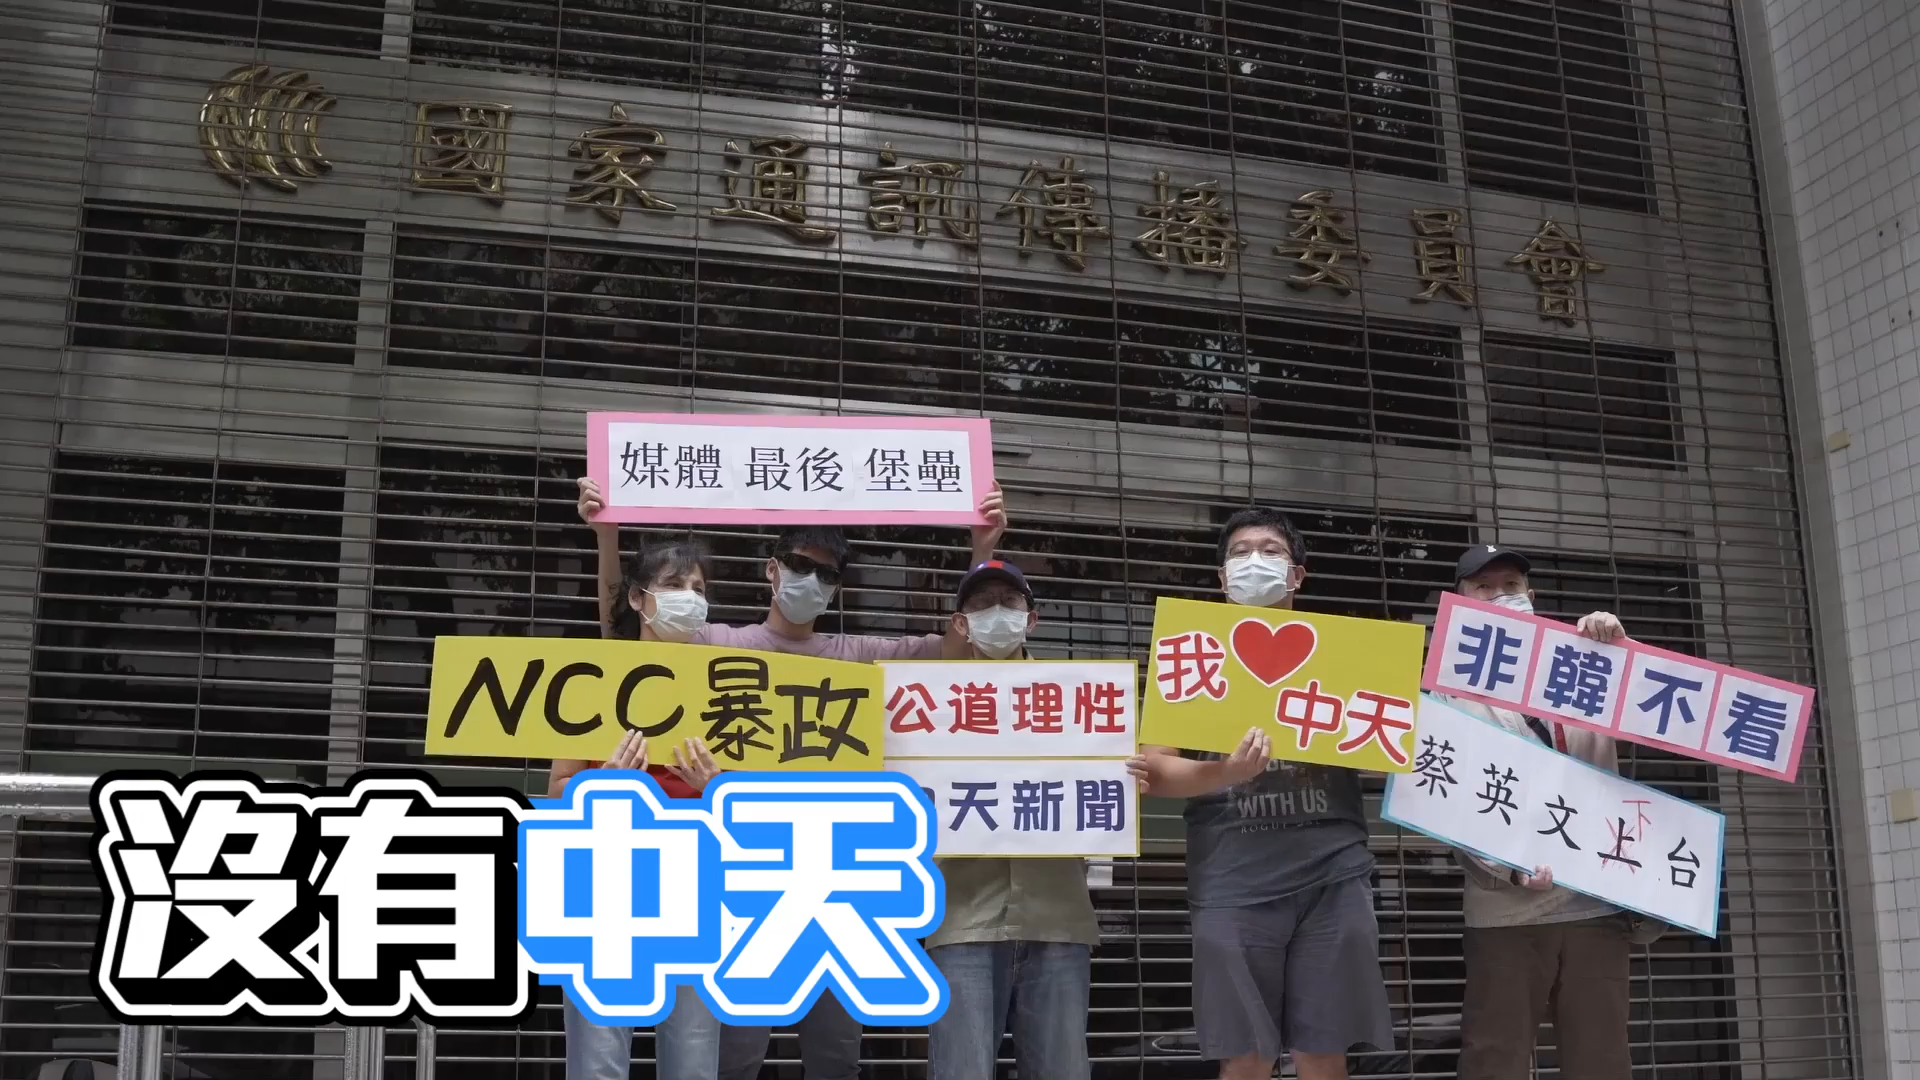 國家通訊傳播委員會
媒體 最後 堡壘
NCC暴政
公道理性
天新聞
我
中天
非韓不看
蔡英文上台
下
WITH US
沒有中天